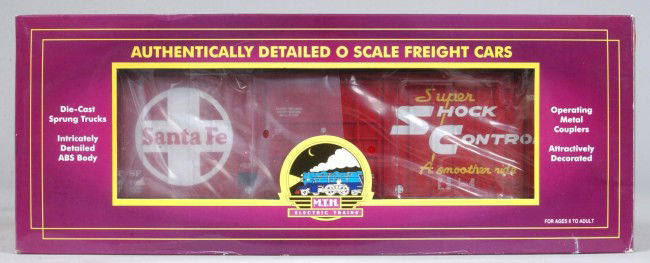 AUTHENTICALLY DETAILED O SCALE FREIGHT CARS
Die-Cast
Sprung Trucks
Intricately
Detailed
ABS Body
Santa Fe
Super
SHOCK
CONTRO
A smoother ride
M.T.H.
ELECTRIC TRAINS
Operating
Metal
Couplers
Attractively
Decorated
FOR AGES 8 TO ADULT